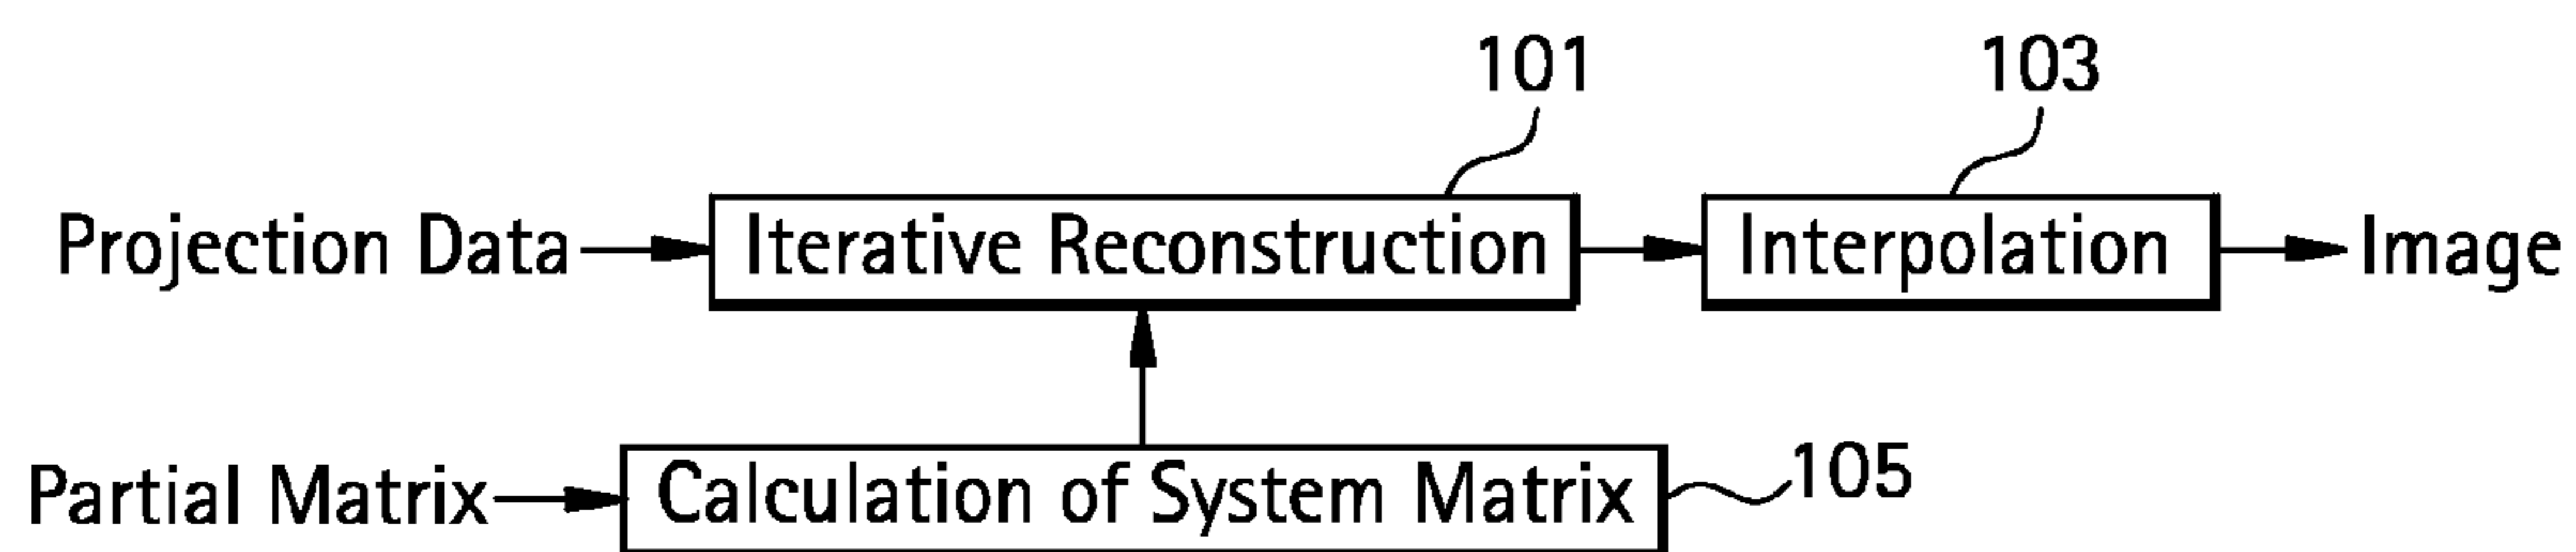 101 103
Projection Data Iterative Reconstruction Interpolation Image
Partial Matrix Calculation of System Matrix 105